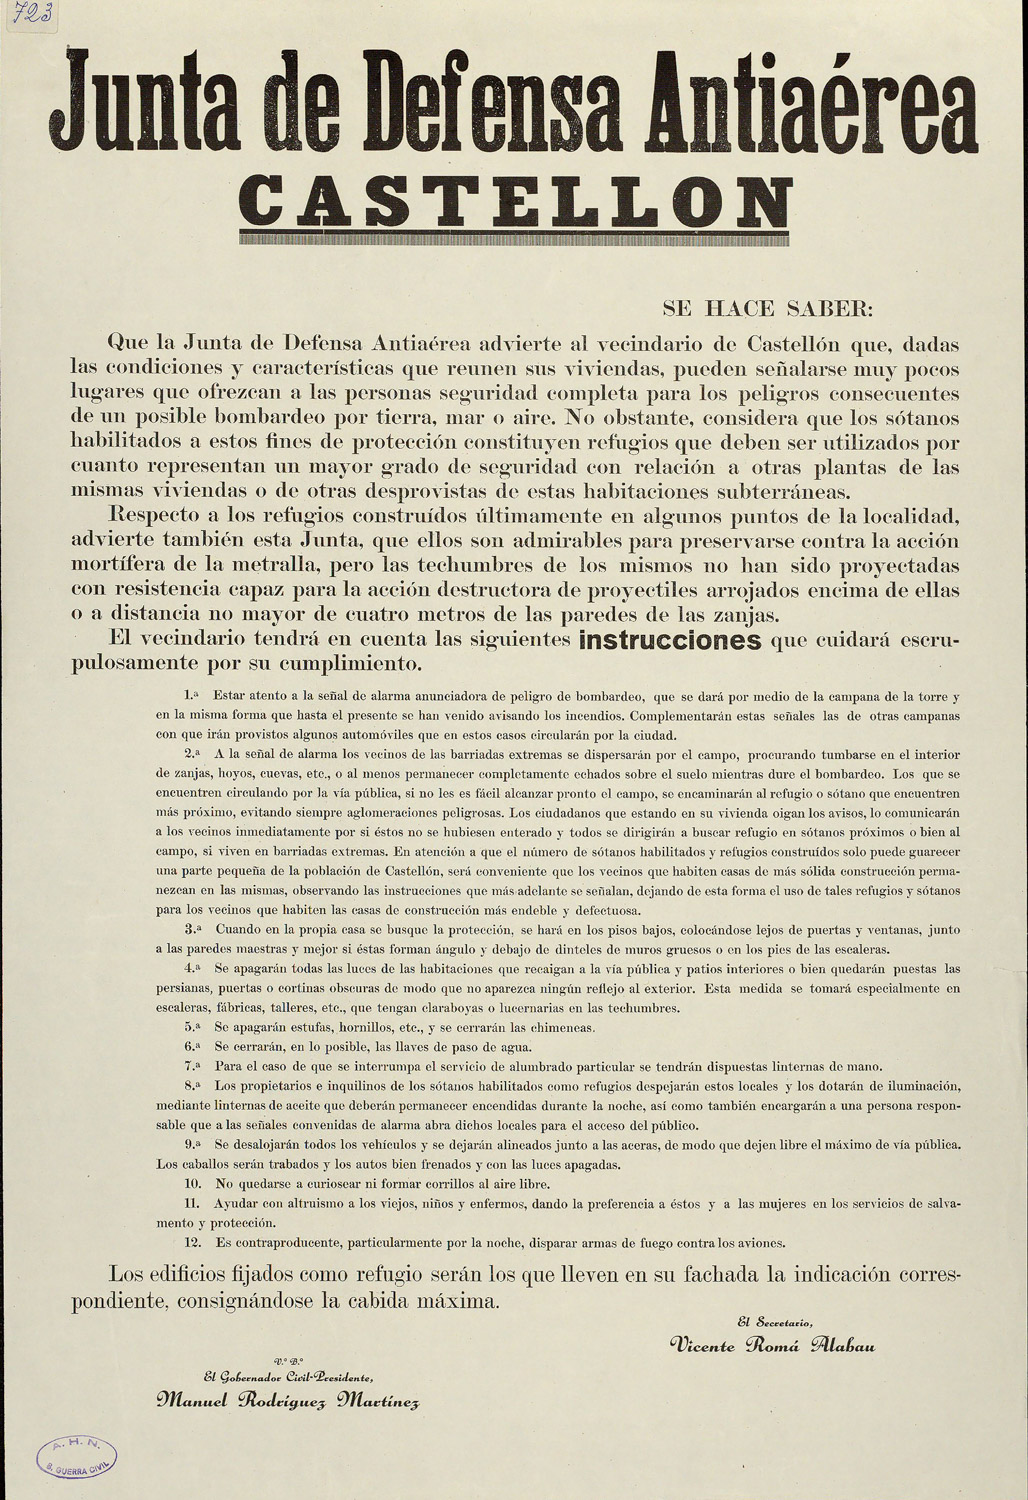 723
Junta de Defensa Antiaérea
CASTELLON
SE HACE SABER:
Que la Junta de Defensa Antiaérea advierte al vecindario de Castellón que, dadas
las condiciones y características que reunen sus viviendas, pueden señalarse muy pocos
lugares que ofrezcan a las personas seguridad completa para los peligros consecuentes
de un posible bombardeo por tierra, mar o aire. No obstante, considera que los sótanos
habilitados a estos fines de protección constituyen refugios que deben ser utilizados por
cuanto representan un mayor grado de seguridad con relación a otras plantas de las
mismas viviendas o de otras desprovistas de estas habitaciones subterráneas.
Respecto a los refugios construídos últimamente en algunos puntos de la localidad,
advierte también esta Junta, que ellos son admirables para preservarse contra la acción
mortífera de la metralla, pero las techumbres de los mismos no han sido proyectadas
con resistencia capaz para la acción destructora de proyectiles arrojados encima de ellas
o a distancia no mayor de cuatro metros de las paredes de las zanjas.
El vecindario tendrá en cuenta las siguientes instrucciones que cuidará escru-
pulosamente por su cumplimiento.
1.ª Estar atento a la señal de alarma anunciadora de peligro de bombardeo, que se dará por medio de la campana de la torre y
en la misma forma que hasta el presente se han venido avisando los incendios. Complementarán estas señales las de otras campanas
con que irán provistos algunos automóviles que en estos casos circularán por la ciudad.
2.ª A la señal de alarma los vecinos de las barriadas extremas se dispersarán por el campo, procurando tumbarse en el interior
de zanjas, hoyos, cuevas, etc., o al menos permanecer completamente echados sobre el suelo mientras dure el bombardeo. Los que se
encuentren circulando por la vía pública, si no les es fácil alcanzar pronto el campo, se encaminarán al refugio o sótano que encuentren
más próximo, evitando siempre aglomeraciones peligrosas. Los ciudadanos que estando en su vivienda oigan los avisos, lo comunicarán
a los vecinos inmediatamente por si éstos no se hubiesen enterado y todos se dirigirán a buscar refugio en sótanos próximos o bien al
campo, si viven en barriadas extremas. En atención a que el número de sótanos habilitados y refugios construídos solo puede guarecer
una parte pequeña de la población de Castellón, será conveniente que los vecinos que habiten casas de más sólida construcción perma-
nezcan en las mismas, observando las instrucciones que más adelante se señalan, dejando de esta forma el uso de tales refugios y sótanos
para los vecinos que habiten las casas de construcción más endeble y defectuosa.
3.ª Cuando en la propia casa se busque la protección, se hará en los pisos bajos, colocándose lejos de puertas y ventanas, junto
a las paredes maestras y mejor si éstas forman ángulo y debajo de dinteles de muros gruesos o en los pies de las escaleras.
4.ª Se apagarán todas las luces de las habitaciones que recaigan a la vía pública y patios interiores o bien quedarán puestas las
persianas, puertas o cortinas obscuras de modo que no aparezca ningún reflejo al exterior. Esta medida se tomará especialmente en
escaleras, fábricas, talleres, etc., que tengan claraboyas o lucernarias en las techumbres.
5.ª Se apagarán estufas, hornillos, etc., y se cerrarán las chimeneas.
6.ª Se cerrarán, en lo posible, las llaves de paso de agua.
7.ª Para el caso de que se interrumpa el servicio de alumbrado particular se tendrán dispuestas linternas de mano.
8.ª Los propietarios e inquilinos de los sótanos habilitados como refugios despejarán estos locales y los dotarán de iluminación,
mediante linternas de aceite que deberán permanecer encendidas durante la noche, así como también encargarán a una persona respon-
sable que a las señales convenidas de alarma abra dichos locales para el acceso del público.
9.ª Se desalojarán todos los vehículos y se dejarán alineados junto a las aceras, de modo que dejen libre el máximo de vía pública.
Los caballos serán trabados y los autos bien frenados y con las luces apagadas.
10. No quedarse a curiosear ni formar corrillos al aire libre.
11. Ayudar con altruismo a los viejos, niños y enfermos, dando la preferencia a éstos y a las mujeres en los servicios de salva-
mento y protección.
12. Es contraproducente, particularmente por la noche, disparar armas de fuego contra los aviones.
Los edificios fijados como refugio serán los que lleven en su fachada la indicación corres-
pondiente, consignándose la cabida máxima.
El Secretario,
Vicente Romá Alabau
V.º B.º
El Gobernador Civil-Presidente,
Manuel Rodríguez Martínez
A. H. N.
S. GUERRA CIVIL